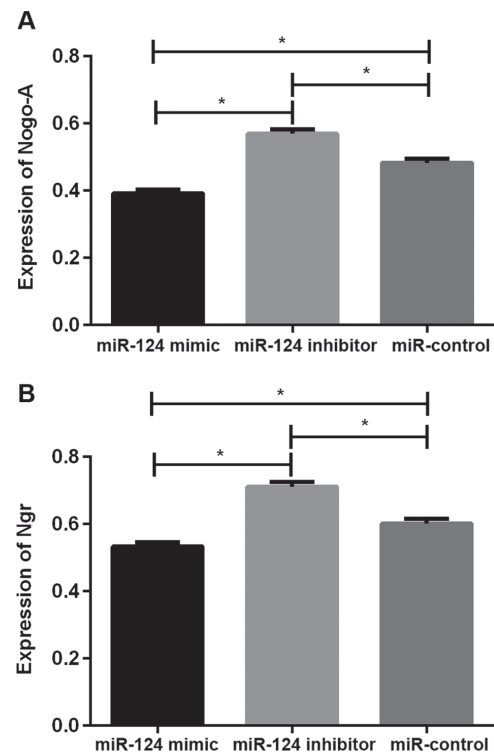 A
*
*
*
0.8
0.6
0.4
0.2
0.0
Expression of Nogo-A
miR-124 mimic miR-124 inhibitor miR-control
B
*
*
*
0.8
0.6
0.4
0.2
0.0
Expression of Ngr
miR-124 mimic miR-124 inhibitor miR-control